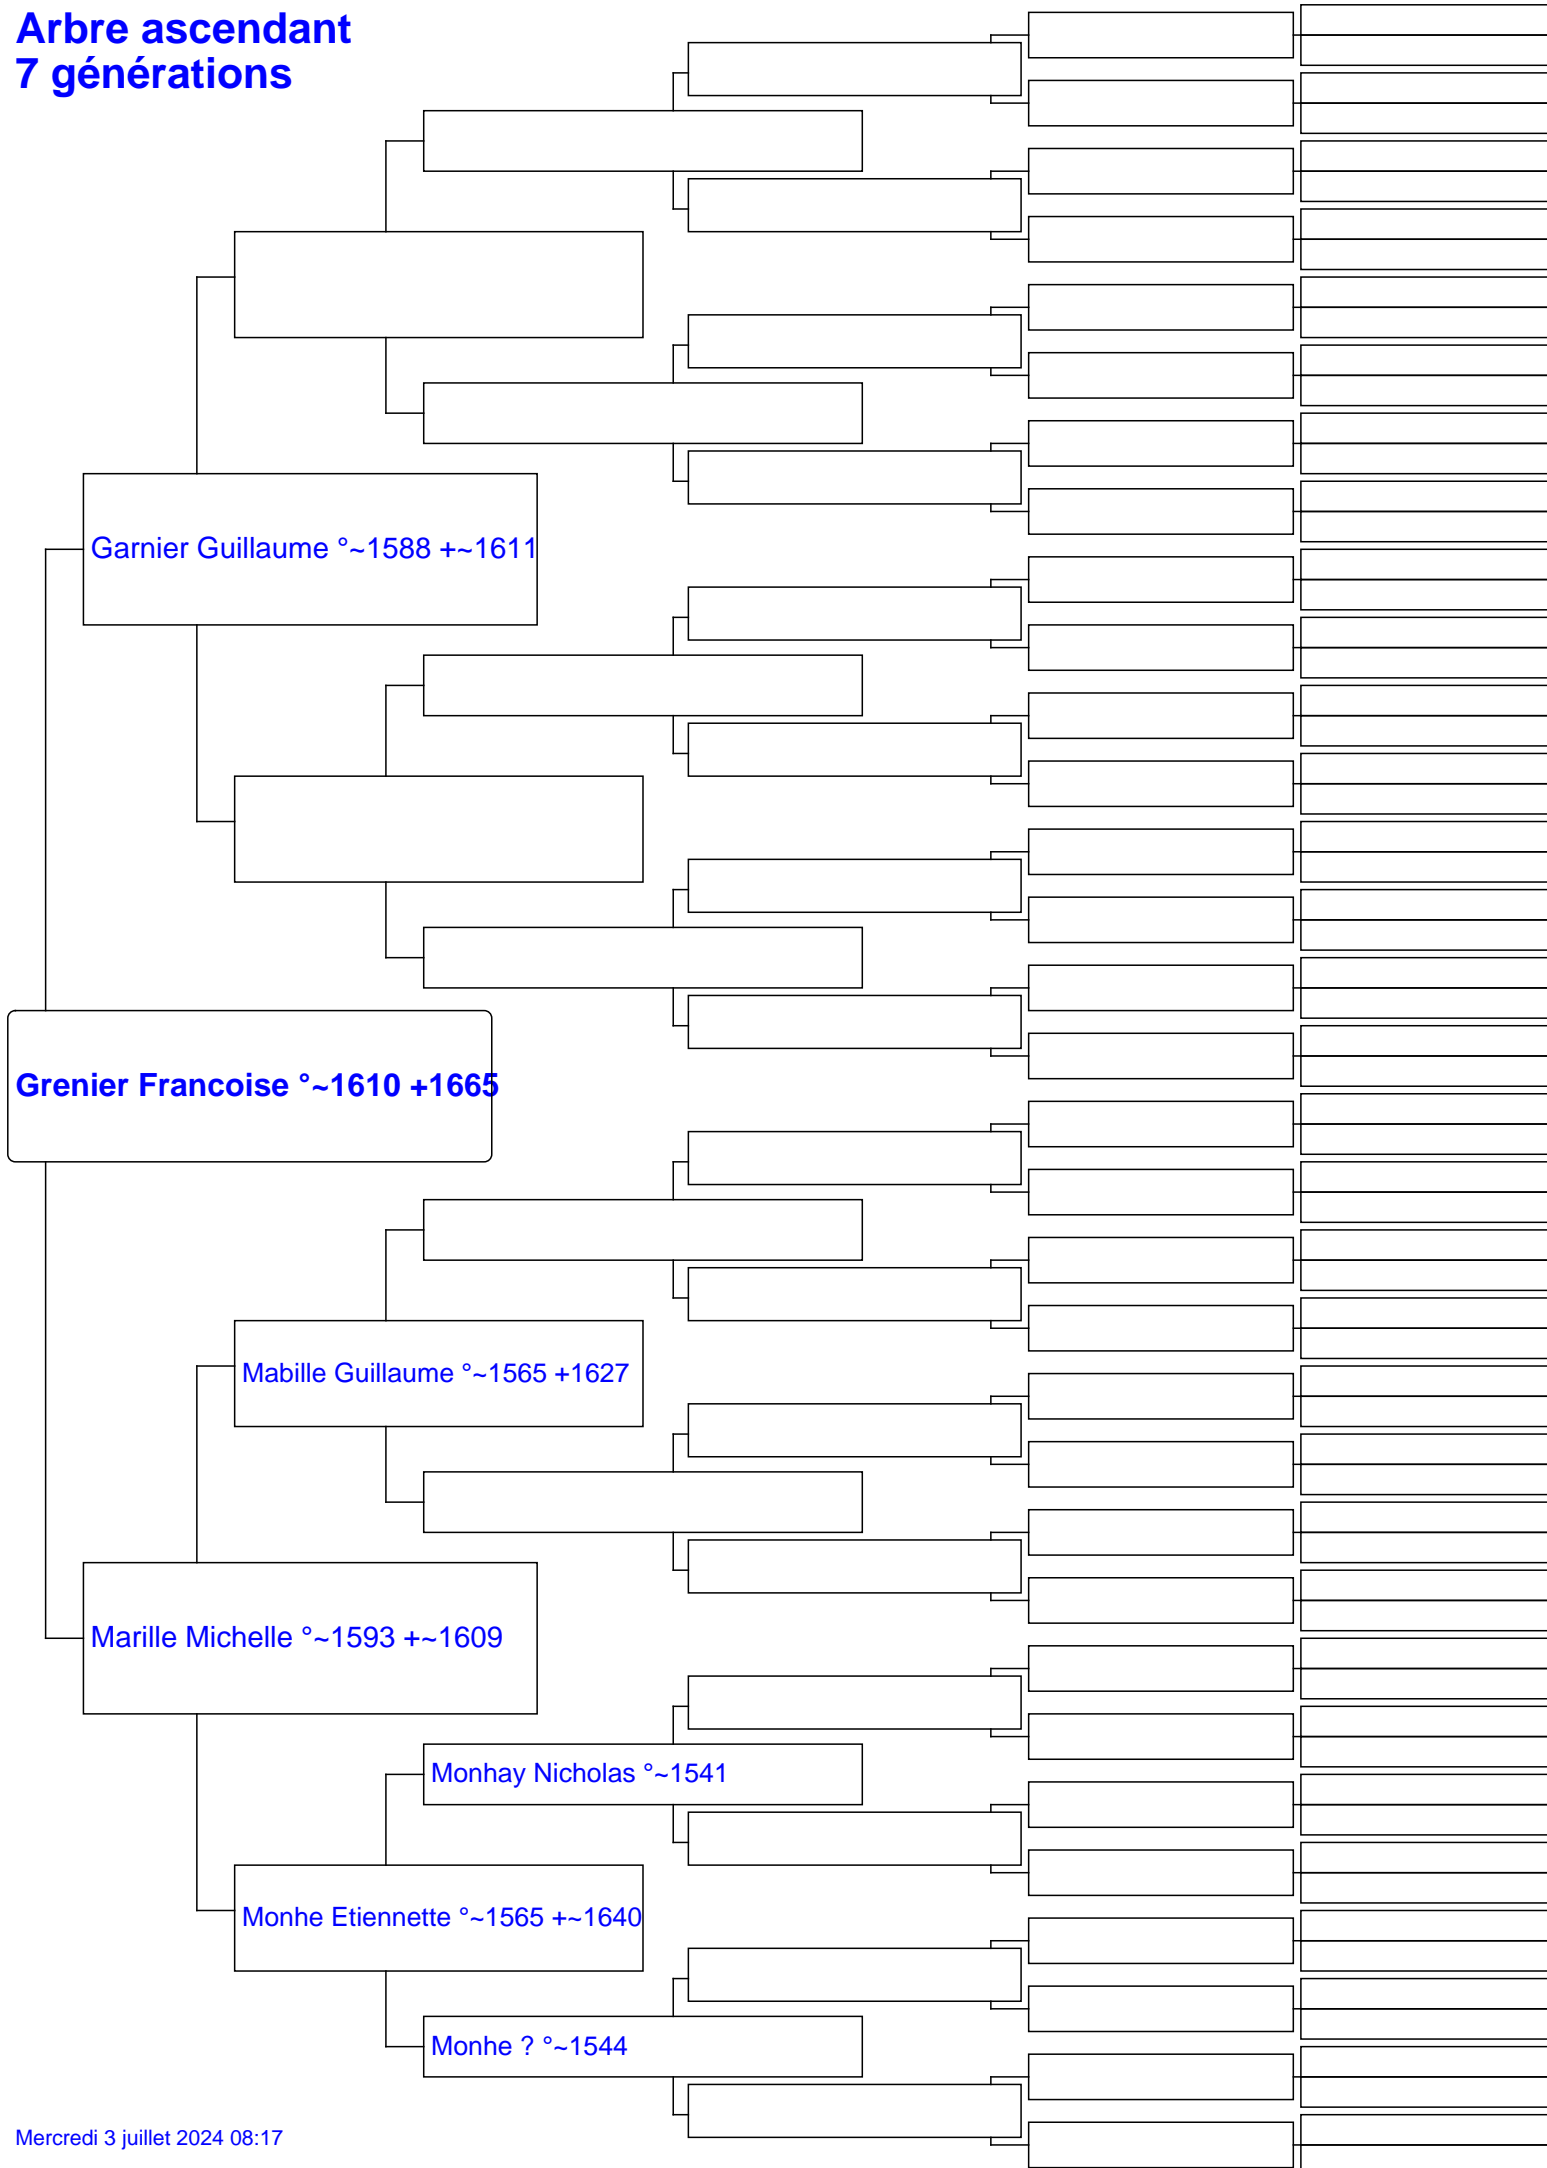 Arbre ascendant
7 générations
Garnier Guillaume °~1588 +~1611
Grenier Francoise °~1610 +1665
Mabille Guillaume °~1565 +1627
Marille Michelle °~1593 +~1609
Monhay Nicholas °~1541
Monhe Etiennette °~1565 +~1640
Monhe ? °~1544
Mercredi 3 juillet 2024 08:17